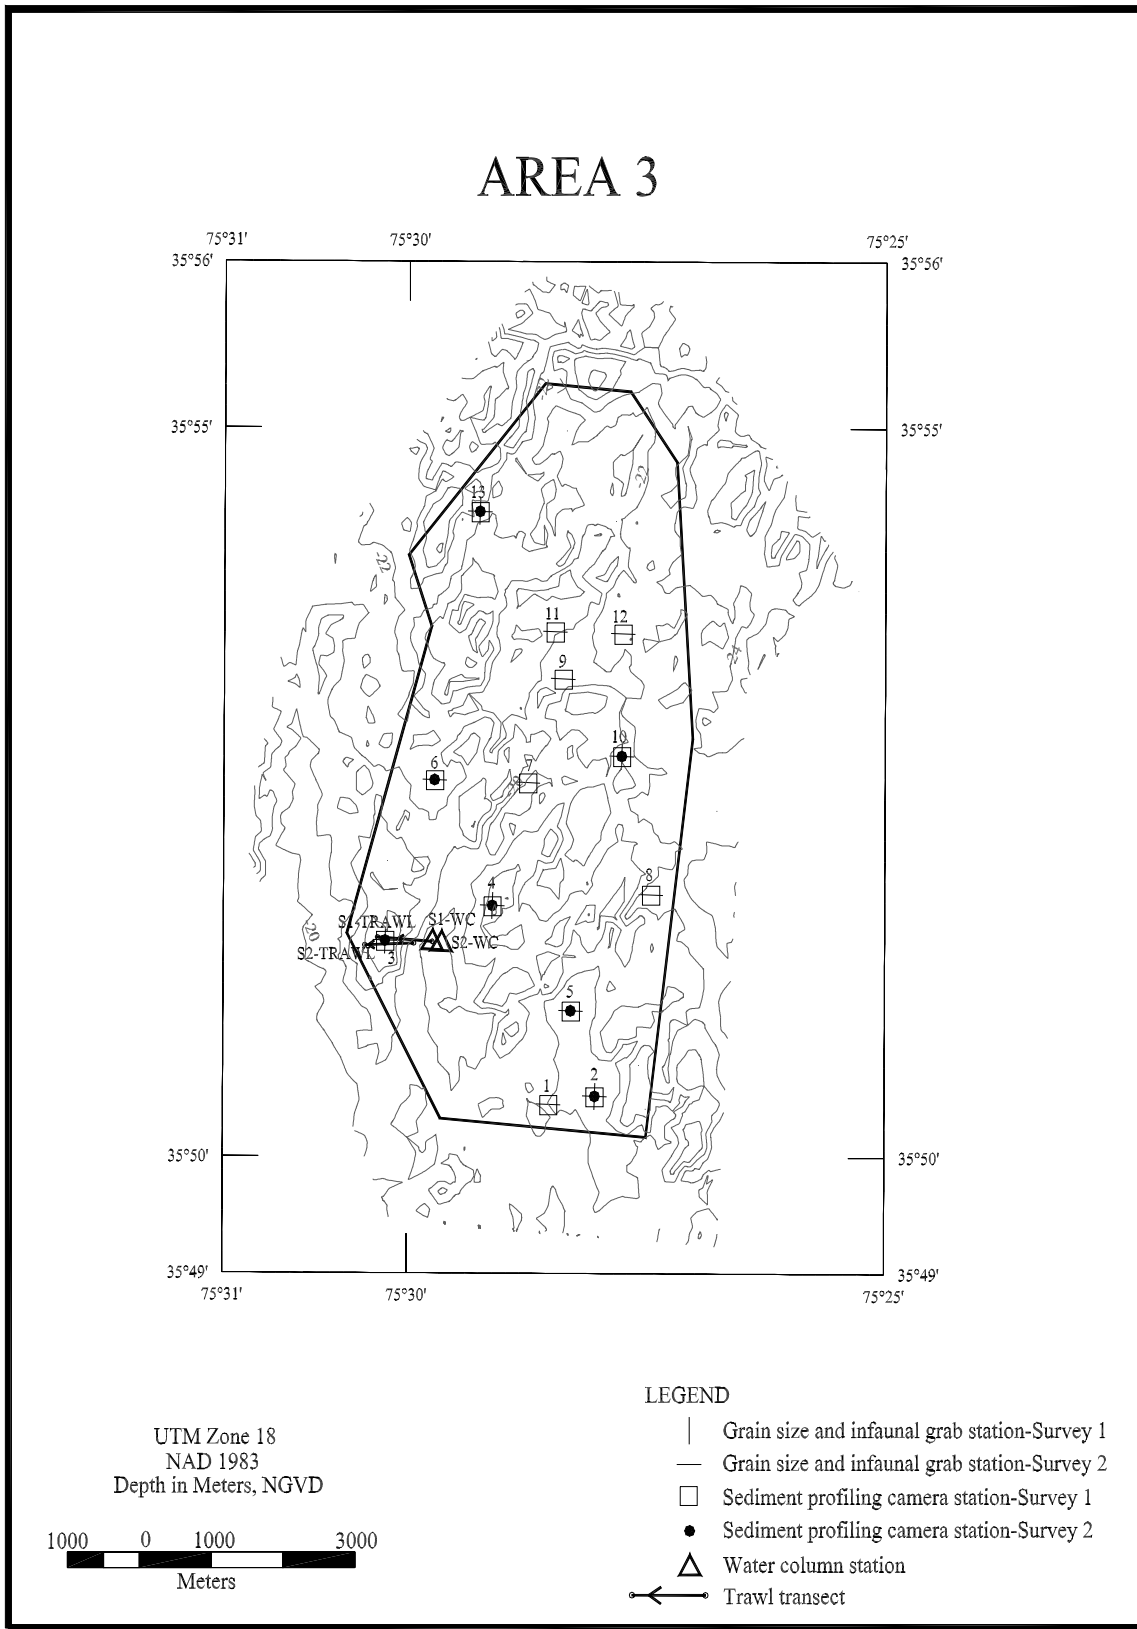 AREA 3
75°31'
75°30'
75°25'
35°56'
35°56'
35°55'
35°55'
-22
13
-22
11
12
9
-24
10
6
7
8
4
S1-TRAWL
S1-WC
-20
S2-TRAWL
3
S2-WC
5
1
2
35°50'
35°50'
35°49'
35°49'
75°31'
75°30'
75°25'
LEGEND
Grain size and infaunal grab station-Survey 1
Grain size and infaunal grab station-Survey 2
Sediment profiling camera station-Survey 1
Sediment profiling camera station-Survey 2
Water column station
Trawl transect
UTM Zone 18
NAD 1983
Depth in Meters, NGVD
1000 0 1000 3000
Meters